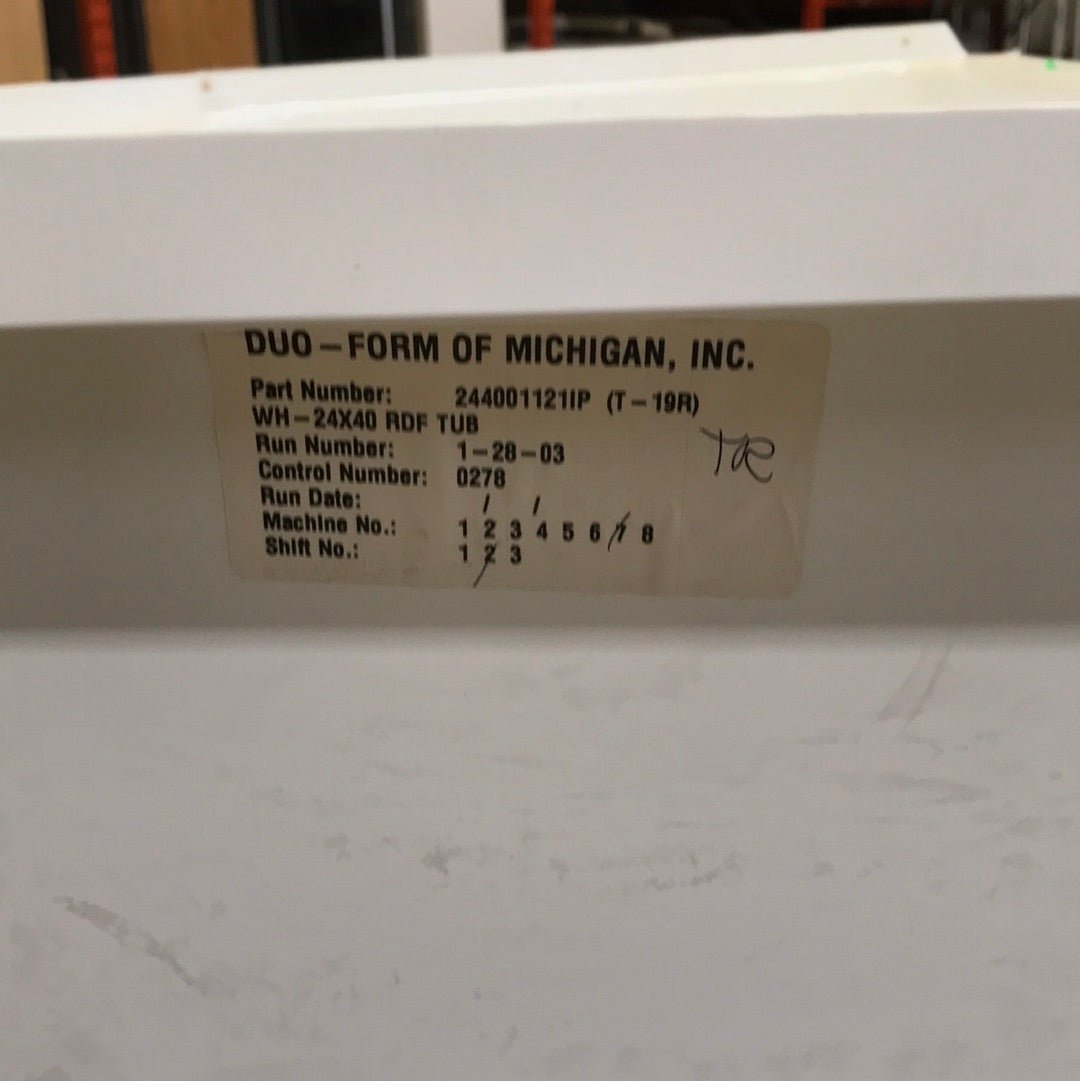 DUO-FORM OF MICHIGAN, INC.
Part Number: 244001121IP (T-19R)
WH-24X40 RDF TUB
Run Number: 1-28-03
Control Number: 0278
Run Date: / /
Machine No.: 1 2 3 4 5 6 7 8
Shift No.: 1 2 3